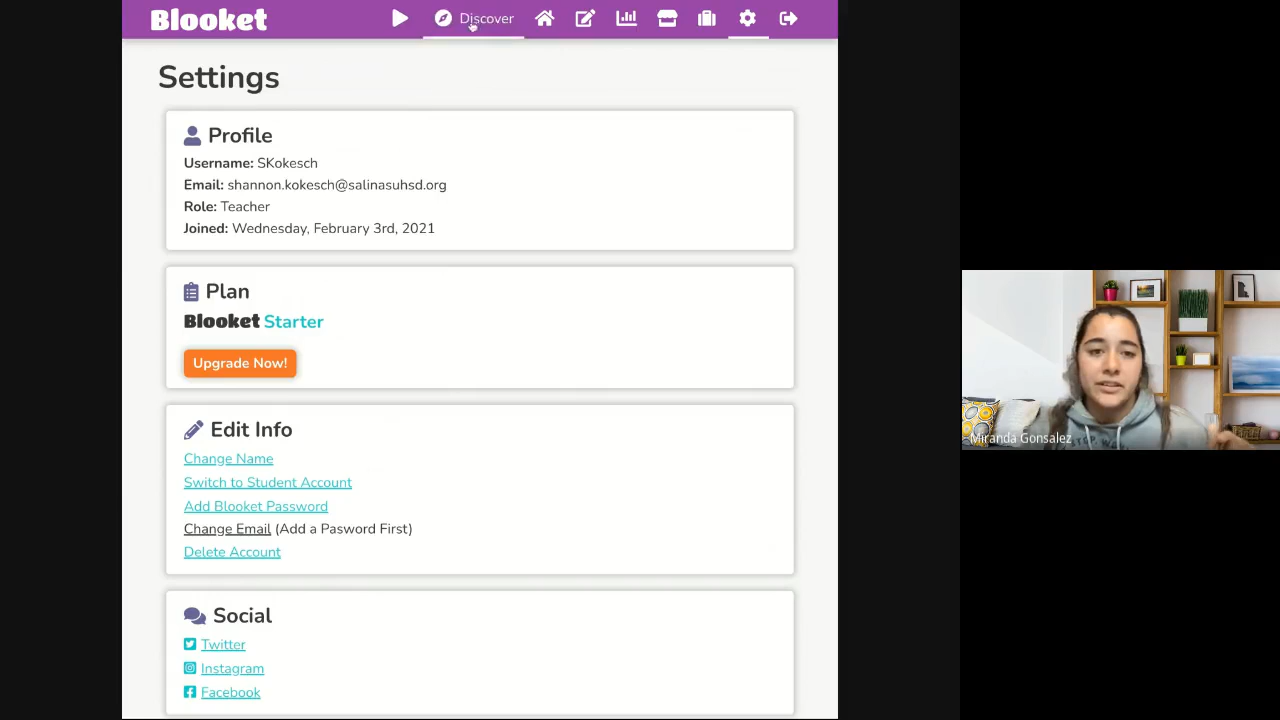 Blooket
Discover
Settings
Profile
Username: SKokesch
Email: shannon.kokesch@salinasuhsd.org
Role: Teacher
Joined: Wednesday, February 3rd, 2021
Plan
Blooket Starter
Upgrade Now!
Edit Info
Change Name
Switch to Student Account
Add Blooket Password
Change Email (Add a Pasword First)
Delete Account
Social
Twitter
Instagram
Facebook
Miranda Gonsalez